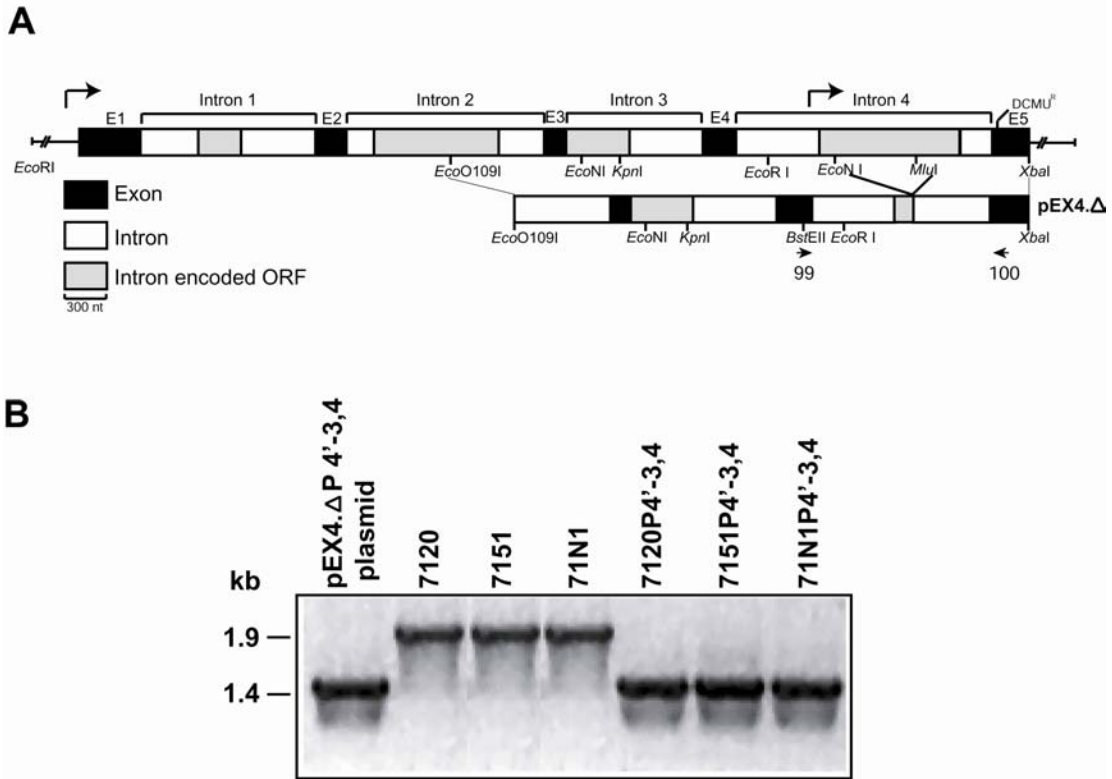 A
Intron 1
Intron 2
Intron 3
Intron 4
DCMU^R
E1
E2
E3
E4
E5
EcoRI
EcoO109I
EcoNI
KpnI
EcoR I
EcoN I
MluI
XbaI
Exon
Intron
Intron encoded ORF
300 nt
pEX4.Δ
EcoO109I
EcoNI
KpnI
BstEII
EcoR I
XbaI
99
100
B
kb
pEX4.ΔP 4'-3,4
plasmid
7120
7151
71N1
7120P4'-3,4
7151P4'-3,4
71N1P4'-3,4
1.9
1.4